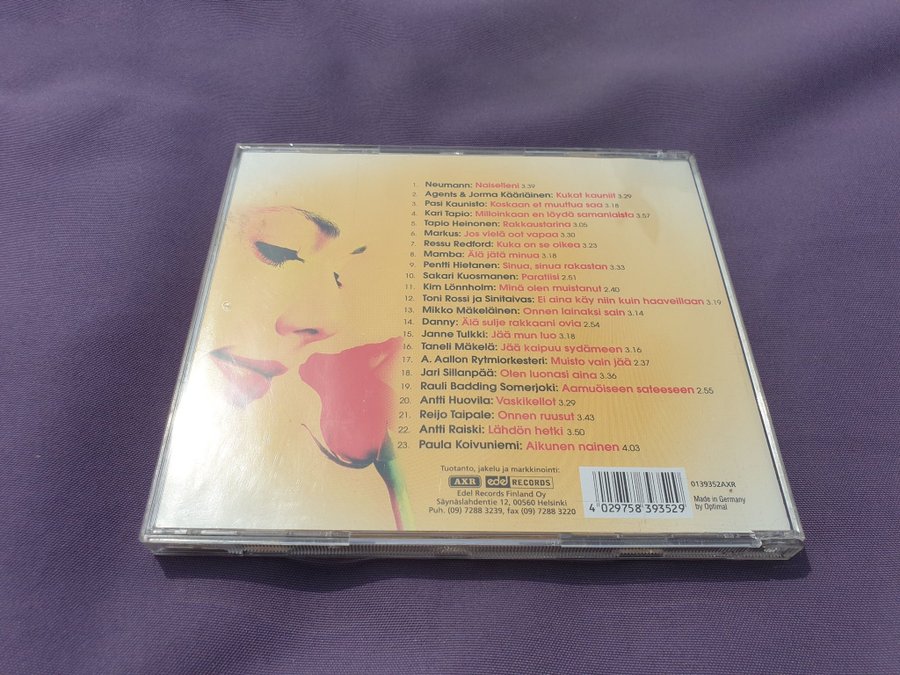 1. Neumann: Naiselleni 3.39
2. Agents & Jorma Kääriäinen: Kukat kauniit 3.29
3. Pasi Kaunisto: Koskaan et muuttua saa 3.18
4. Kari Tapio: Milloinkaan en löydä samanlaista 3.57
5. Tapio Heinonen: Rakkaustarina 3.05
6. Markus: Jos vielä oot vapaa 3.30
7. Ressu Redford: Kuka on se oikea 3.23
8. Mamba: Älä jätä minua 3.18
9. Pentti Hietanen: Sinua, sinua rakastan 3.33
10. Sakari Kuosmanen: Paratiisi 2.51
11. Kim Lönnholm: Minä olen muistanut 2.40
12. Toni Rossi ja Sinitaivas: Ei aina käy niin kuin haaveillaan 3.19
13. Mikko Mäkeläinen: Onnen lainaksi sain 3.14
14. Danny: Älä sulje rakkaani ovia 2.54
15. Janne Tulkki: Jää mun luo 3.18
16. Taneli Mäkelä: Jää kaipuu sydämeen 3.16
17. A. Aallon Rytmiorkesteri: Muisto vain jää 2.37
18. Jari Sillanpää: Olen luonasi aina 3.36
19. Rauli Badding Somerjoki: Aamuöiseen sateeseen 2.55
20. Antti Huovila: Vaskikellot 3.29
21. Reijo Taipale: Onnen ruusut 3.43
22. Antti Raiski: Lähdön hetki 3.50
23. Paula Koivuniemi: Aikunen nainen 4.03
Tuotanto, jakelu ja markkinointi:
AXR edel RECORDS
Edel Records Finland Oy
Säynäslahdentie 12, 00560 Helsinki
Puh. (09) 7288 3239, fax (09) 7288 3220
4 029758 393529
0139352AXR
Made in Germany
by Optimal